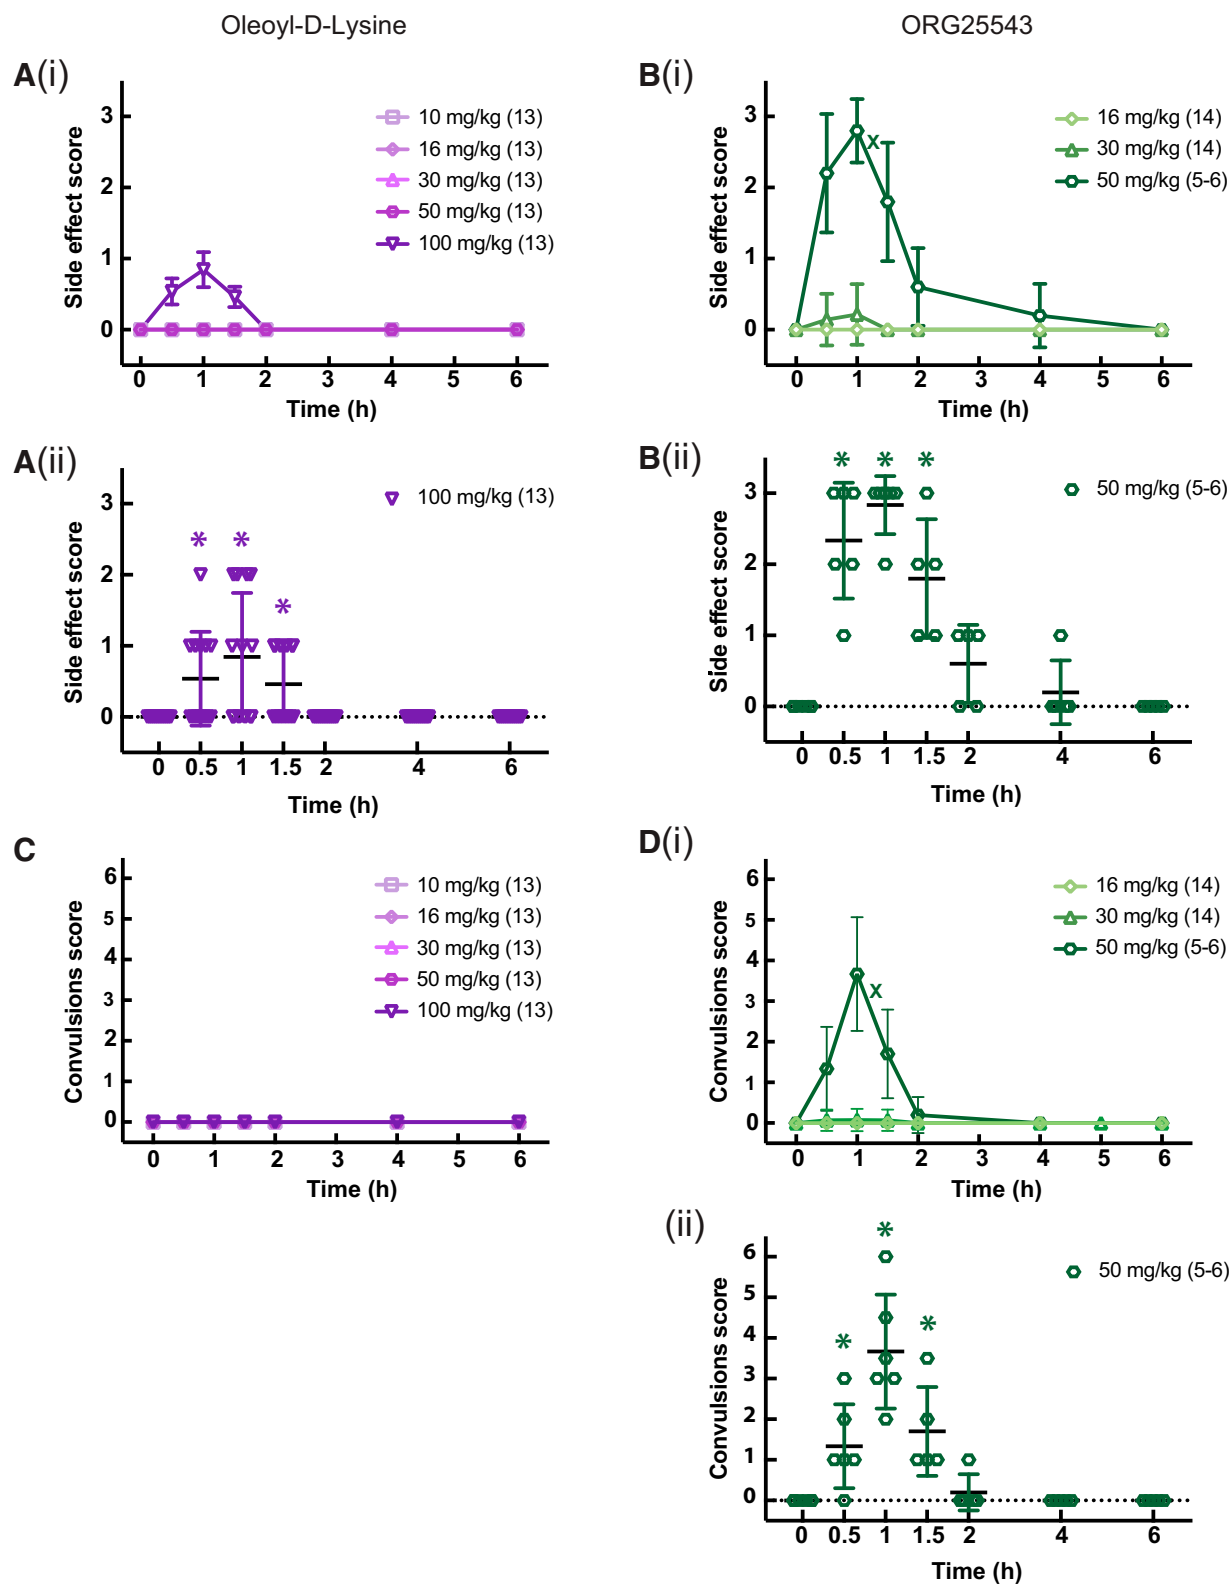 Oleoyl-D-Lysine
ORG25543
A(i)
Side effect score
3
2
1
0
10 mg/kg (13)
16 mg/kg (13)
30 mg/kg (13)
50 mg/kg (13)
100 mg/kg (13)
0 1 2 3 4 5 6
Time (h)
B(i)
Side effect score
3
2
1
0
x
16 mg/kg (14)
30 mg/kg (14)
50 mg/kg (5-6)
0 1 2 3 4 5 6
Time (h)
A(ii)
Side effect score
3
2
1
0
* * *
100 mg/kg (13)
0 0.5 1 1.5 2 4 6
Time (h)
B(ii)
Side effect score
3
2
1
0
* * *
50 mg/kg (5-6)
0 0.5 1 1.5 2 4 6
Time (h)
C
Convulsions score
6
5
4
3
2
1
0
10 mg/kg (13)
16 mg/kg (13)
30 mg/kg (13)
50 mg/kg (13)
100 mg/kg (13)
0 1 2 3 4 5 6
Time (h)
D(i)
Convulsions score
6
5
4
3
2
1
0
x
16 mg/kg (14)
30 mg/kg (14)
50 mg/kg (5-6)
0 1 2 3 4 5 6
Time (h)
(ii)
Convulsions score
6
5
4
3
2
1
0
* * *
50 mg/kg (5-6)
0 0.5 1 1.5 2 4 6
Time (h)